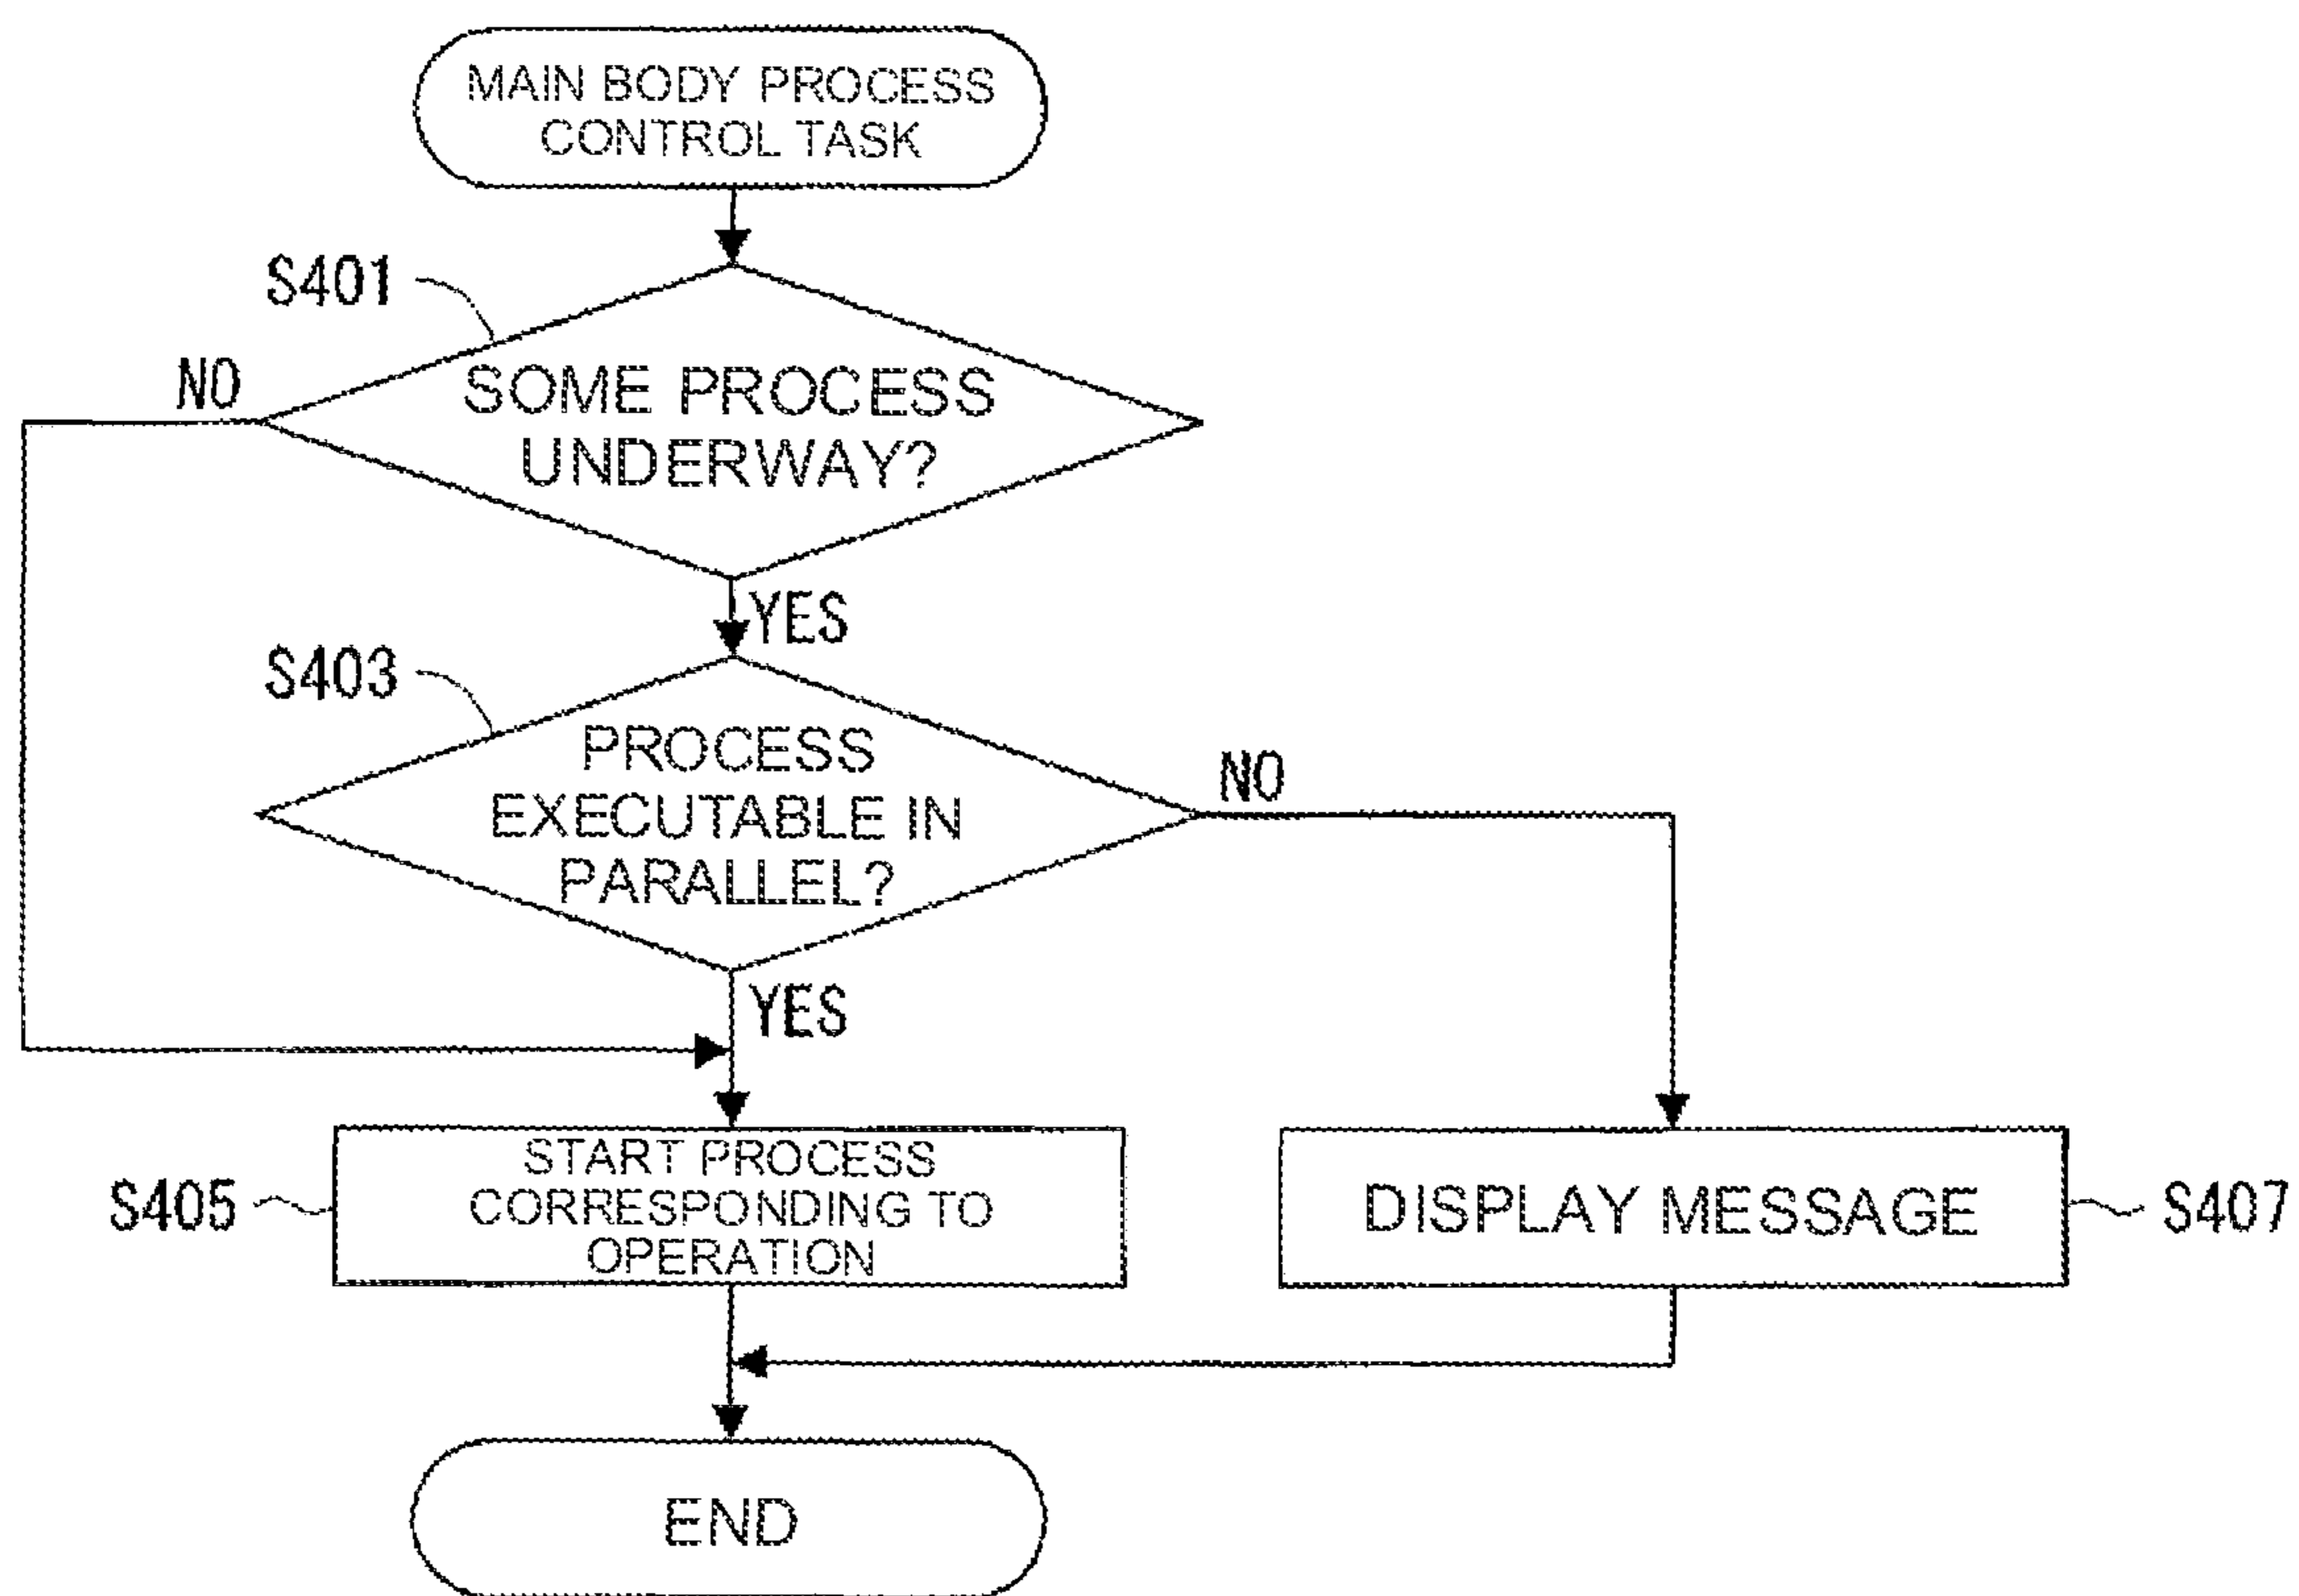 MAIN BODY PROCESS
CONTROL TASK
S401
NO
SOME PROCESS
UNDERWAY?
YES
S403
PROCESS
EXECUTABLE IN
PARALLEL?
NO
YES
S405
START PROCESS
CORRESPONDING TO
OPERATION
DISPLAY MESSAGE
S407
END